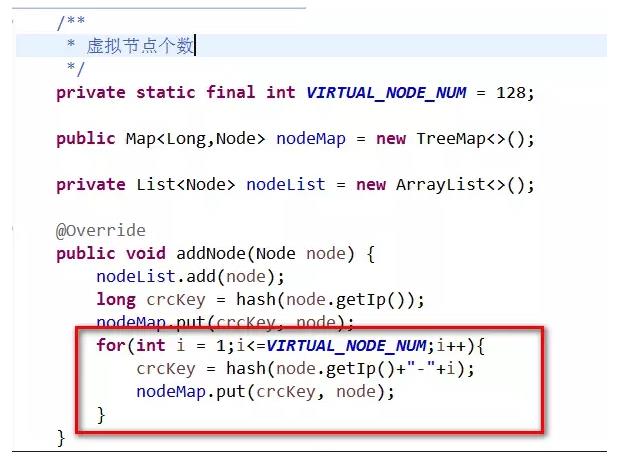 /**
* 虚拟节点个数
*/
private static final int VIRTUAL_NODE_NUM = 128;
public Map<Long,Node> nodeMap = new TreeMap<>();
private List<Node> nodeList = new ArrayList<>();
@Override
public void addNode(Node node) {
nodeList.add(node);
long crcKey = hash(node.getIp());
nodeMap.put(crcKey, node);
for(int i = 1;i<=VIRTUAL_NODE_NUM;i++){
crcKey = hash(node.getIp()+"-"+i);
nodeMap.put(crcKey, node);
}
}